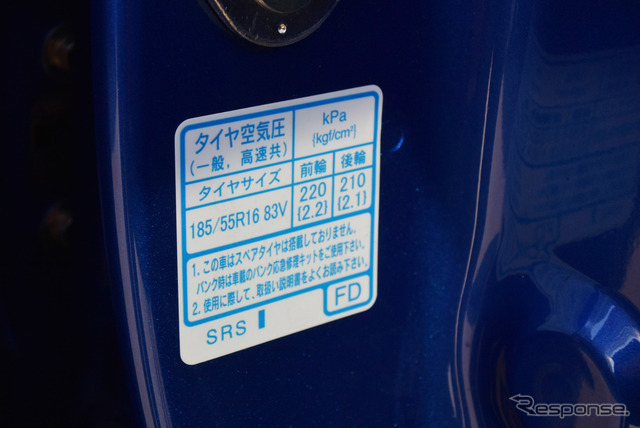 タイヤ空気圧
(一般，高速共)
kPa
{kgf/cm²}
タイヤサイズ
前輪
後輪
185/55R16 83V
220
{2.2}
210
{2.1}
1. この車はスペアタイヤは搭載しておりません。
パンク時は車載のパンク応急修理キットをご使用下さい。
2. 使用に際して、取扱い説明書をよくお読み下さい。
SRS
FD
Response.